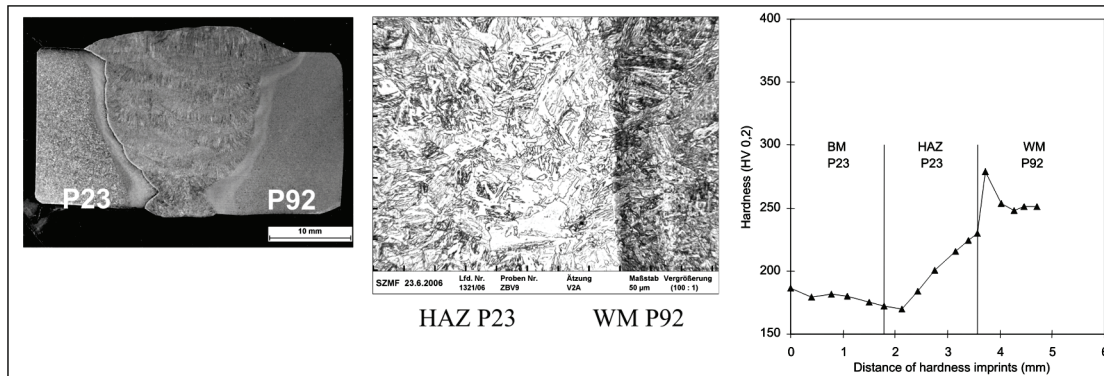 P23
P92
10 mm
SZMF 23.6.2006
Lfd. Nr. Proben Nr. Ätzung Maßstab Vergrößerung
1321/06 ZBV9 V2A 50 µm (100 : 1)
HAZ P23 WM P92
Hardness (HV 0,2)
400
350
300
250
200
150
BM HAZ WM
P23 P23 P92
0 1 2 3 4 5 6
Distance of hardness imprints (mm)